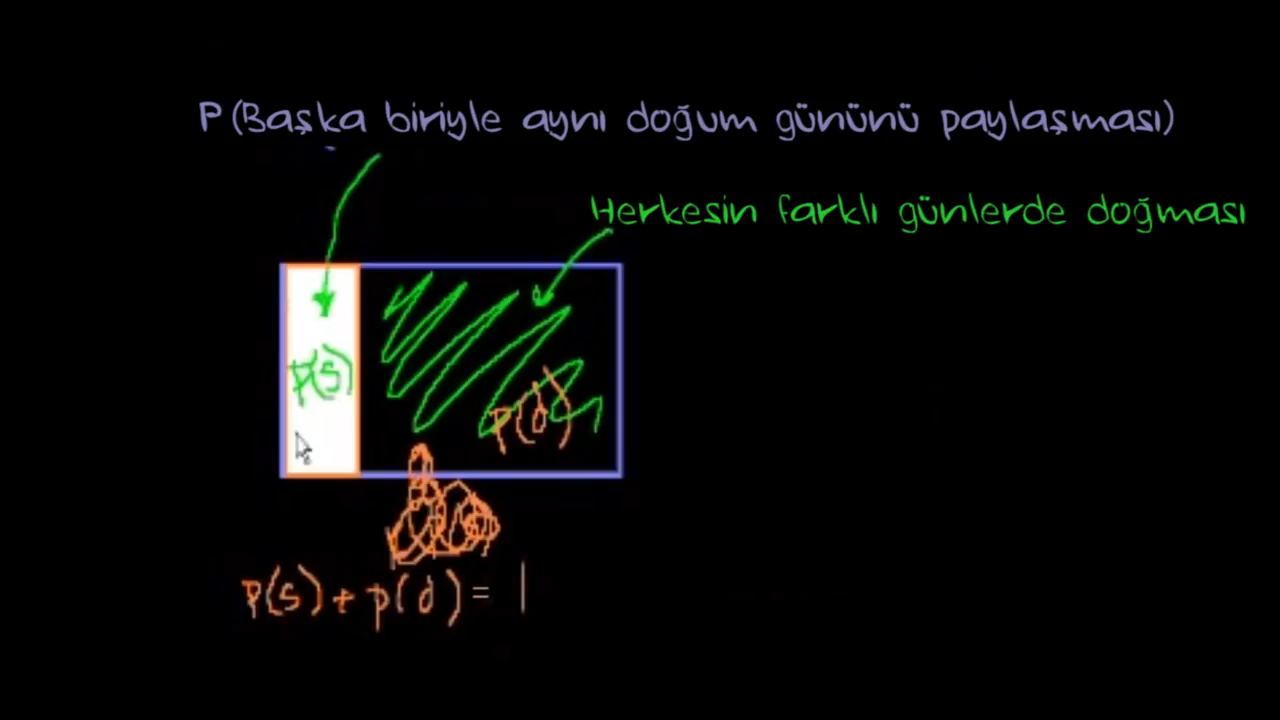 P(Başka biriyle aynı doğum gününü paylaşması)
Herkesin farklı günlerde doğması
P(s)
P(d)
P(s) + p(d) = 1